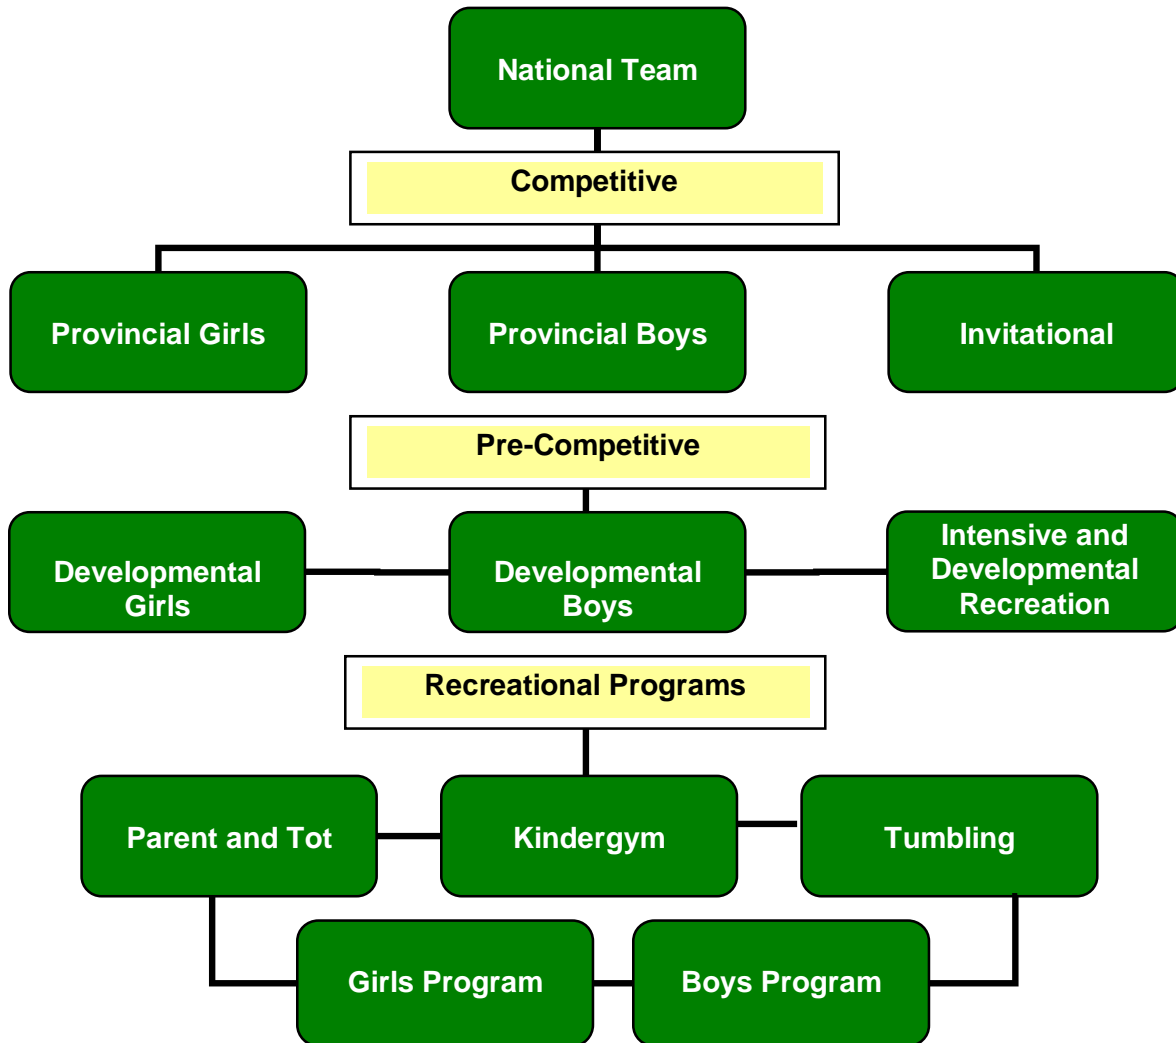 National Team
Competitive
Provincial Girls
Provincial Boys
Invitational
Pre-Competitive
Developmental
Girls
Developmental
Boys
Intensive and
Developmental
Recreation
Recreational Programs
Parent and Tot
Kindergym
Tumbling
Girls Program
Boys Program